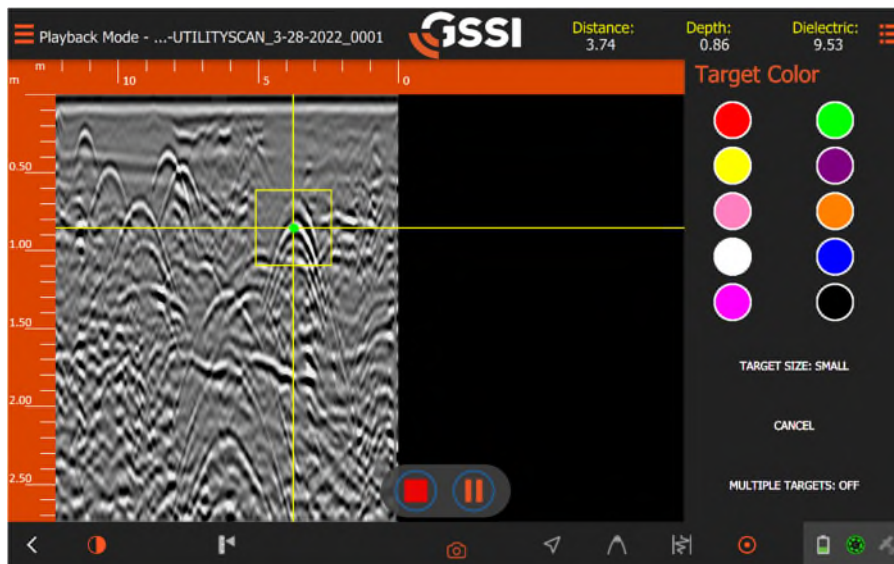 Playback Mode - ...-UTILITYSCAN_3-28-2022_0001
GSSI
Distance:
3.74
Depth:
0.86
Dielectric:
9.53
m
m
10
5
0
0.50
1.00
1.50
2.00
2.50
Target Color
TARGET SIZE: SMALL
CANCEL
MULTIPLE TARGETS: OFF